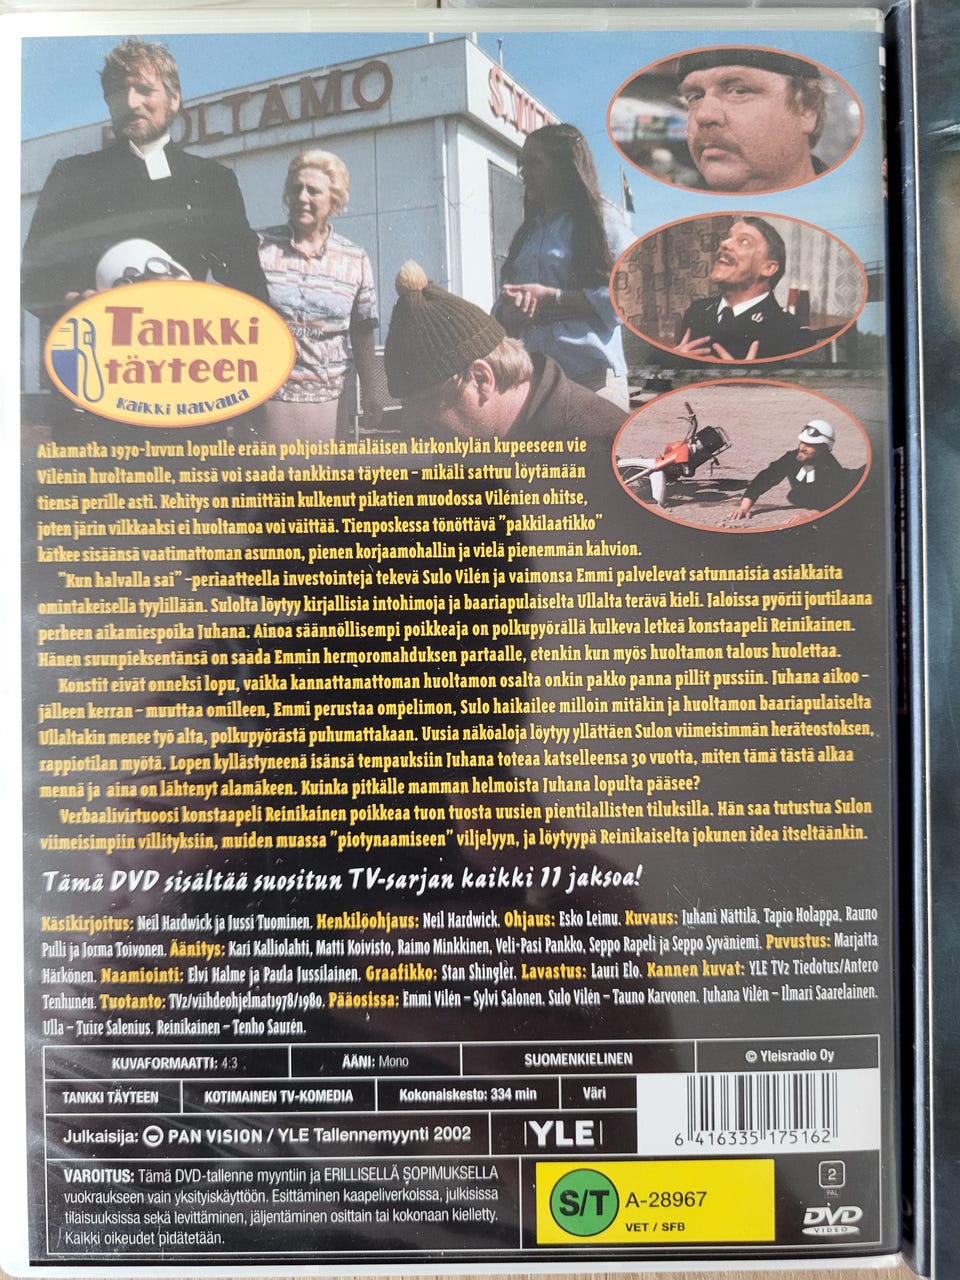 HUOLTAMO
S.VIL
Tankki
täyteen
kaikki halvalla
Aikamatka 1970-luvun lopulle erään pohjoishämäläisen kirkonkylän kupeeseen vie
Vilénin huoltamolle, missä voi saada tankkinsa täyteen – mikäli sattuu löytämään
tiensä perille asti. Kehitys on nimittäin kulkenut pikatien muodossa Vilénien ohitse,
joten järin vilkkaaksi ei huoltamoa voi väittää. Tienposkessa tönöttävä ”pakkilaatikko”
kätkee sisäänsä vaatimattoman asunnon, pienen korjaamohallin ja vielä pienemmän kahvion.
”Kun halvalla sai” –periaatteella investointeja tekevä Sulo Vilén ja vaimonsa Emmi palvelevat satunnaisia asiakkaita
omintakeisella tyylillään. Sulolta löytyy kirjallisia intohimoja ja baariapulaiselta Ullalta terävä kieli. Jaloissa pyörii joutilaana
perheen aikamiespoika Juhana. Ainoa säännöllisempi poikkeaja on polkupyörällä kulkeva letkeä konstaapeli Reinikainen.
Hänen suunpieksentänsä on saada Emmin hermoromahduksen partaalle, etenkin kun myös huoltamon talous huolettaa.
Konstit eivät onneksi lopu, vaikka kannattamattoman huoltamon osalta onkin pakko panna pillit pussiin. Juhana aikoo –
jälleen kerran – muuttaa omilleen, Emmi perustaa ompelimon, Sulo haikailee milloin mitäkin ja huoltamon baariapulaiselta
Ullaltakin menee työ alta, polkupyörästä puhumattakaan. Uusia näköaloja löytyy yllättäen Sulon viimeisimmän heräteostoksen,
rappiotilan myötä. Lopen kyllästyneenä isänsä tempauksiin Juhana toteaa katselleensa 30 vuotta, miten tämä tästä alkaa
mennä ja aina on lähtenyt alamäkeen. Kuinka pitkälle mamman helmoista Juhana lopulta pääsee?
Verbaalivirtuoosi konstaapeli Reinikainen poikkeaa tuon tuosta uusien pientilallisten tiluksilla. Hän saa tutustua Sulon
viimeisimpiin villityksiin, muiden muassa ”piotynaamiseen” viljelyyn, ja löytyypä Reinikaiselta jokunen idea itseltäänkin.
Tämä DVD sisältää suositun TV-sarjan kaikki 11 jaksoa!
Käsikirjoitus: Neil Hardwick ja Jussi Tuominen. Henkilöohjaus: Neil Hardwick. Ohjaus: Esko Leimu. Kuvaus: Juhani Nättilä, Tapio Holappa, Rauno
Pulli ja Jorma Toivonen. Äänitys: Kari Kalliolahti, Matti Koivisto, Raimo Minkkinen, Veli-Pasi Pankko, Seppo Rapeli ja Seppo Syväniemi. Puvustus: Marjatta
Härkönen. Naamiointi: Elvi Halme ja Paula Jussilainen. Graafikko: Stan Shingler. Lavastus: Lauri Elo. Kannen kuvat: YLE TV2 Tiedotus/Antero
Tenhunen. Tuotanto: TV2/viihdeohjelmat1978/1980. Pääosissa: Emmi Vilén – Sylvi Salonen. Sulo Vilén – Tauno Karvonen. Juhana Vilén – Ilmari Saarelainen.
Ulla – Tuire Salenius. Reinikainen – Tenho Saurén.
KUVAFORMAATTI: 4:3 ÄÄNI: Mono SUOMENKIELINEN © Yleisradio Oy
TANKKI TÄYTEEN KOTIMAINEN TV-KOMEDIA Kokonaiskesto: 334 min Väri
Julkaisija: PAN VISION / YLE Tallennemyynti 2002 YLE
6 416335 175162
VAROITUS: Tämä DVD-tallenne myyntiin ja ERILLISELLÄ SOPIMUKSELLA
vuokraukseen vain yksityiskäyttöön. Esittäminen kaapeliverkoissa, julkisissa
tilaisuuksissa sekä levittäminen, jäljentäminen osittain tai kokonaan kielletty.
Kaikki oikeudet pidätetään.
S/T A-28967
VET / SFB
2
PAL
DVD
VIDEO